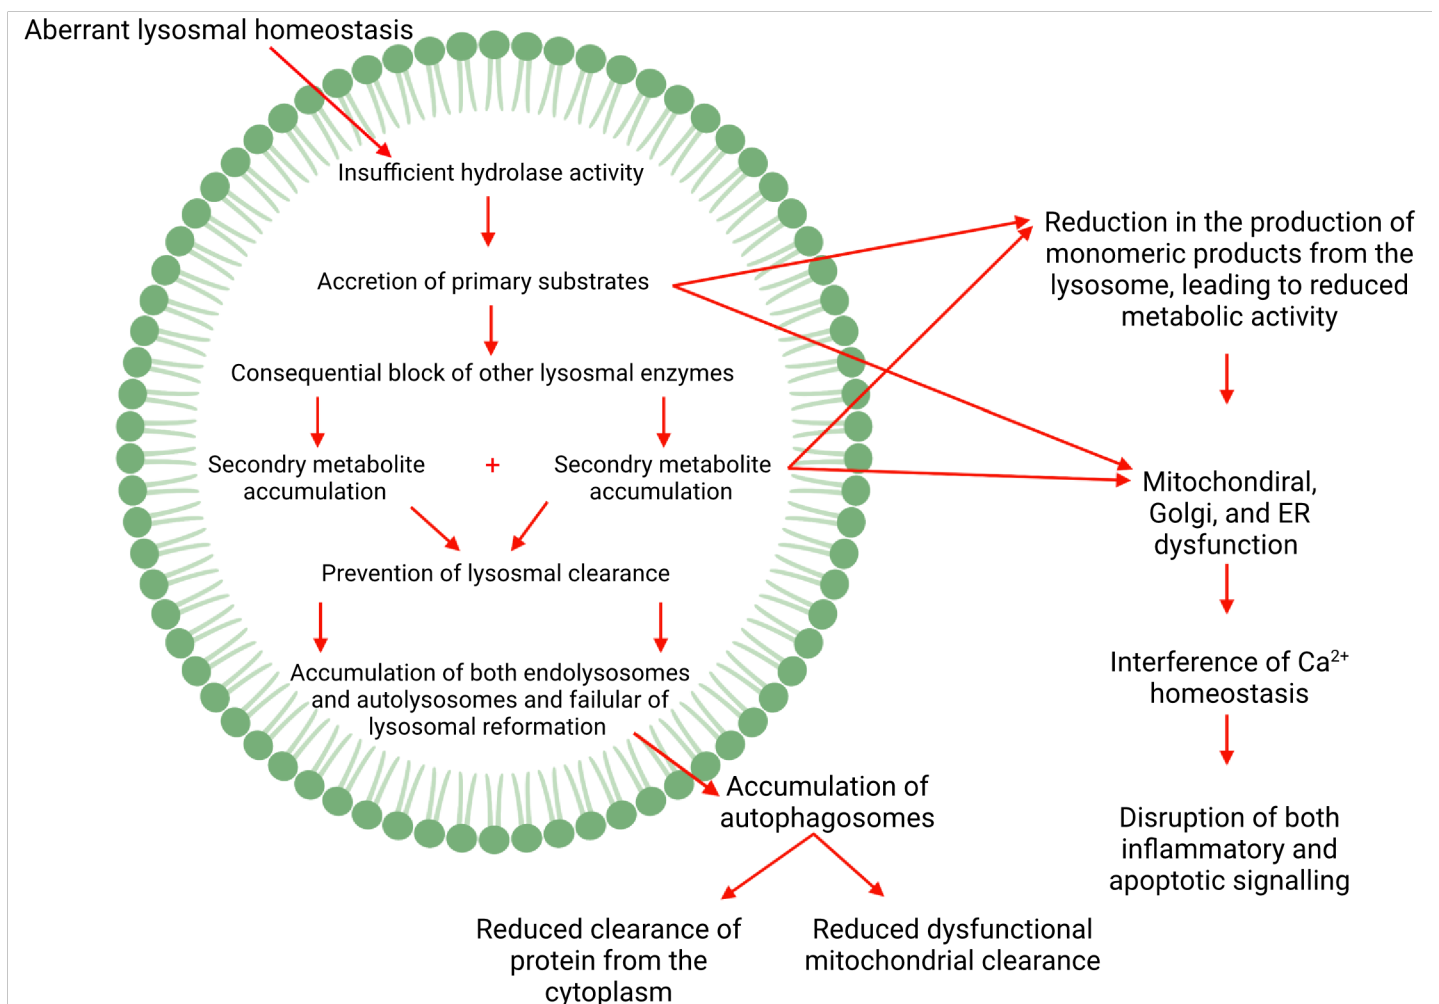 Aberrant lysosmal homeostasis
Insufficient hydrolase activity
Accretion of primary substrates
Consequential block of other lysosmal enzymes
Secondry metabolite
accumulation
+
Secondry metabolite
accumulation
Prevention of lysosmal clearance
Accumulation of both endolysosomes
and autolysosomes and failular of
lysosomal reformation
Accumulation of
autophagosomes
Reduced clearance of
protein from the
cytoplasm
Reduced dysfunctional
mitochondrial clearance
Reduction in the production of
monomeric products from the
lysosome, leading to reduced
metabolic activity
Mitochondiral,
Golgi, and ER
dysfunction
Interference of Ca²⁺
homeostasis
Disruption of both
inflammatory and
apoptotic signalling